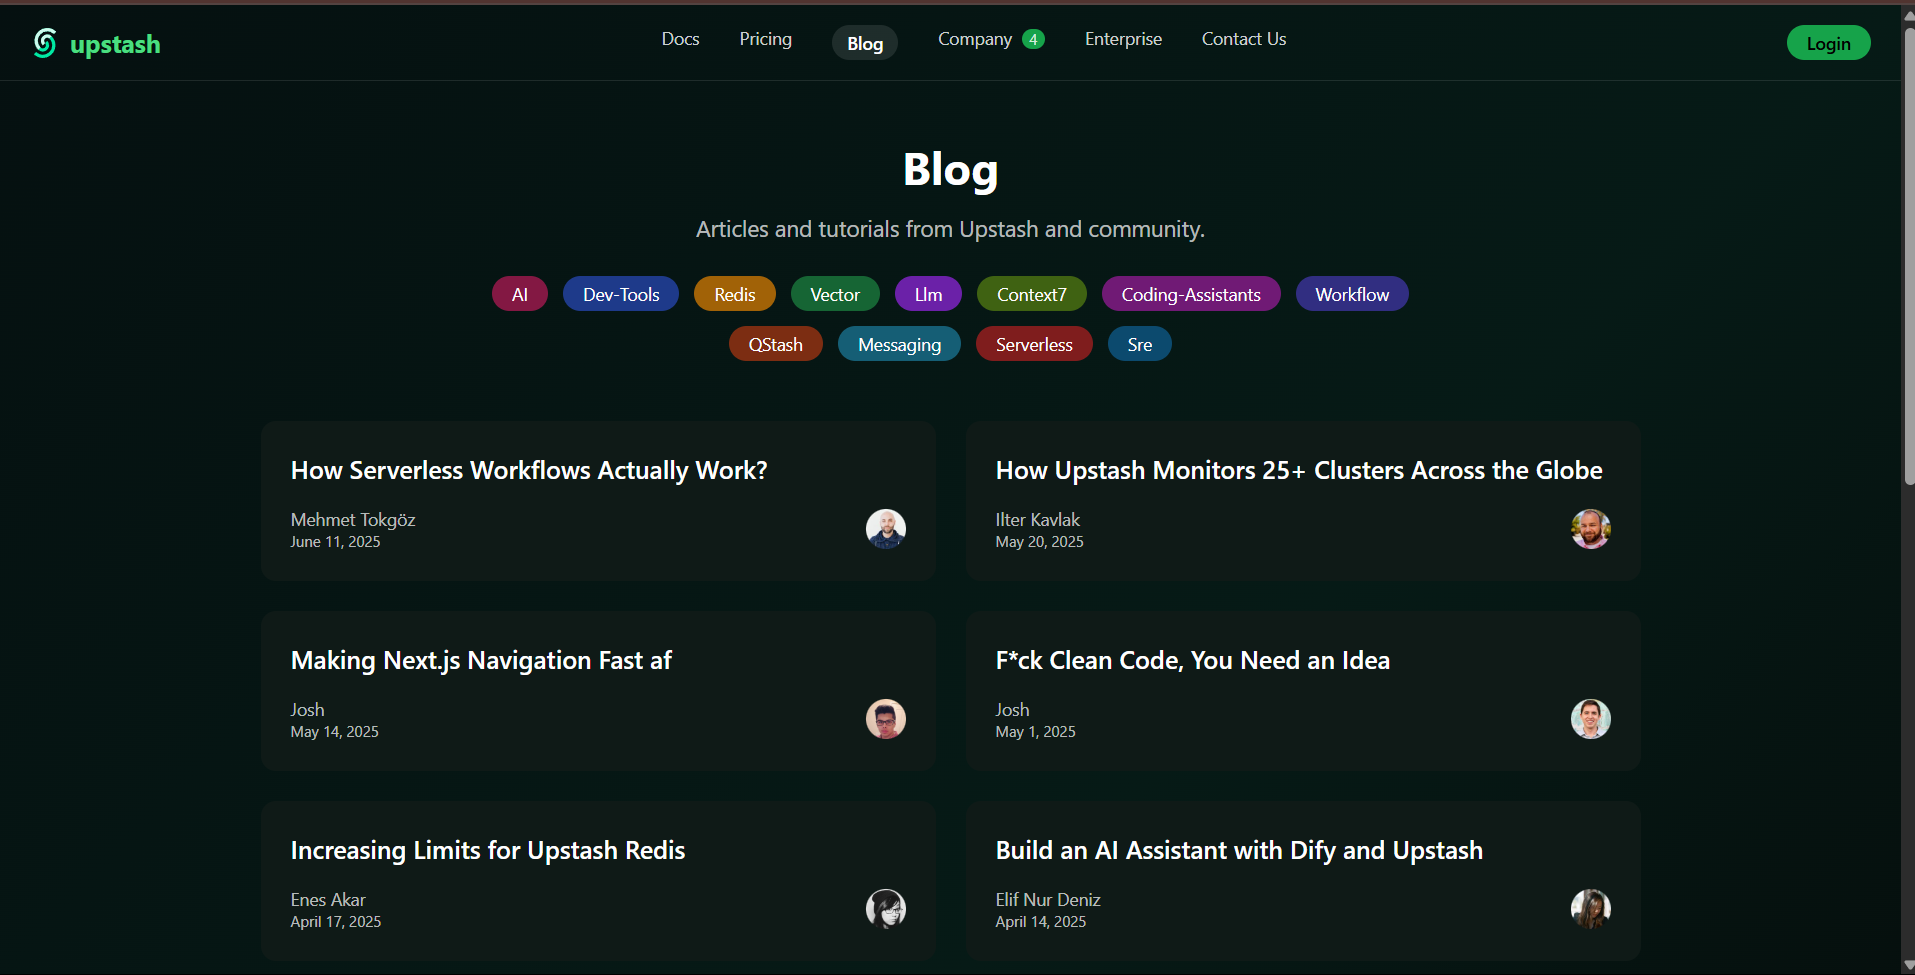 upstash
Docs
Pricing
Blog
Company 4
Enterprise
Contact Us
Login
Blog
Articles and tutorials from Upstash and community.
AI
Dev-Tools
Redis
Vector
Llm
Context7
Coding-Assistants
Workflow
QStash
Messaging
Serverless
Sre
How Serverless Workflows Actually Work?
Mehmet Tokgöz
June 11, 2025
How Upstash Monitors 25+ Clusters Across the Globe
Ilter Kavlak
May 20, 2025
Making Next.js Navigation Fast af
Josh
May 14, 2025
F*ck Clean Code, You Need an Idea
Josh
May 1, 2025
Increasing Limits for Upstash Redis
Enes Akar
April 17, 2025
Build an AI Assistant with Dify and Upstash
Elif Nur Deniz
April 14, 2025